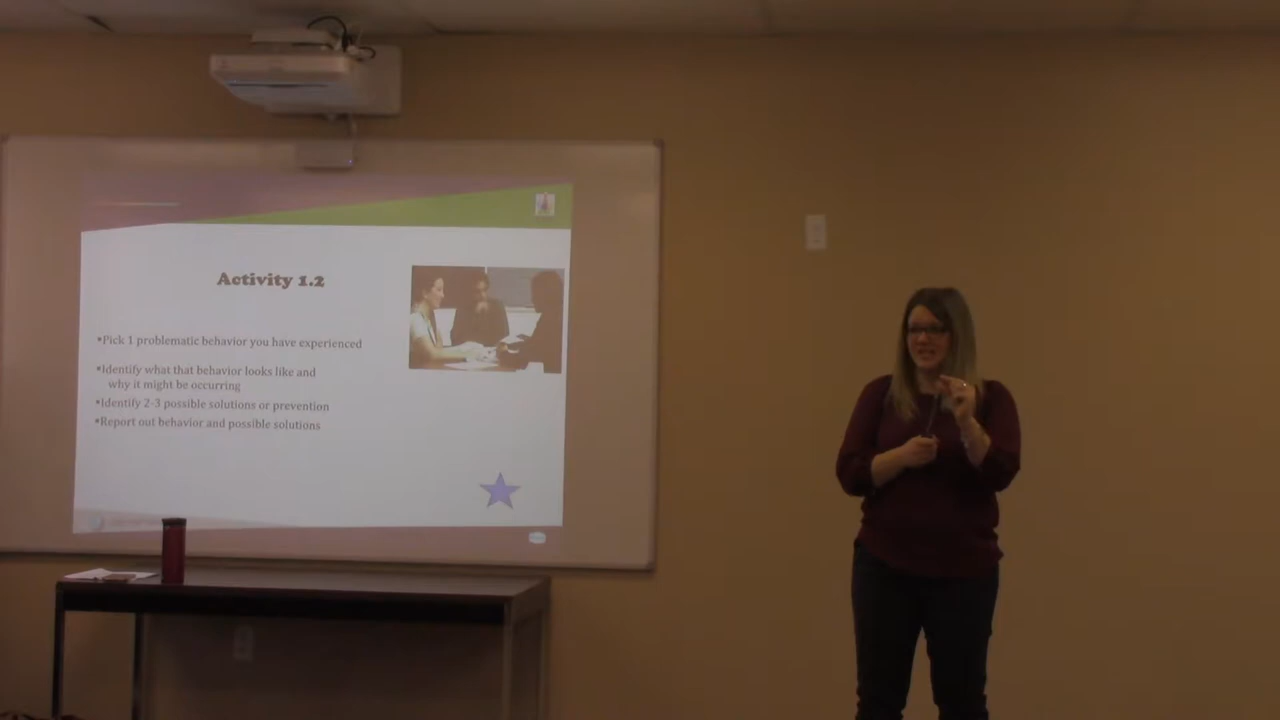 Activity 1.2
•Pick 1 problematic behavior you have experienced
•Identify what that behavior looks like and
why it might be occurring
•Identify 2-3 possible solutions or prevention
•Report out behavior and possible solutions